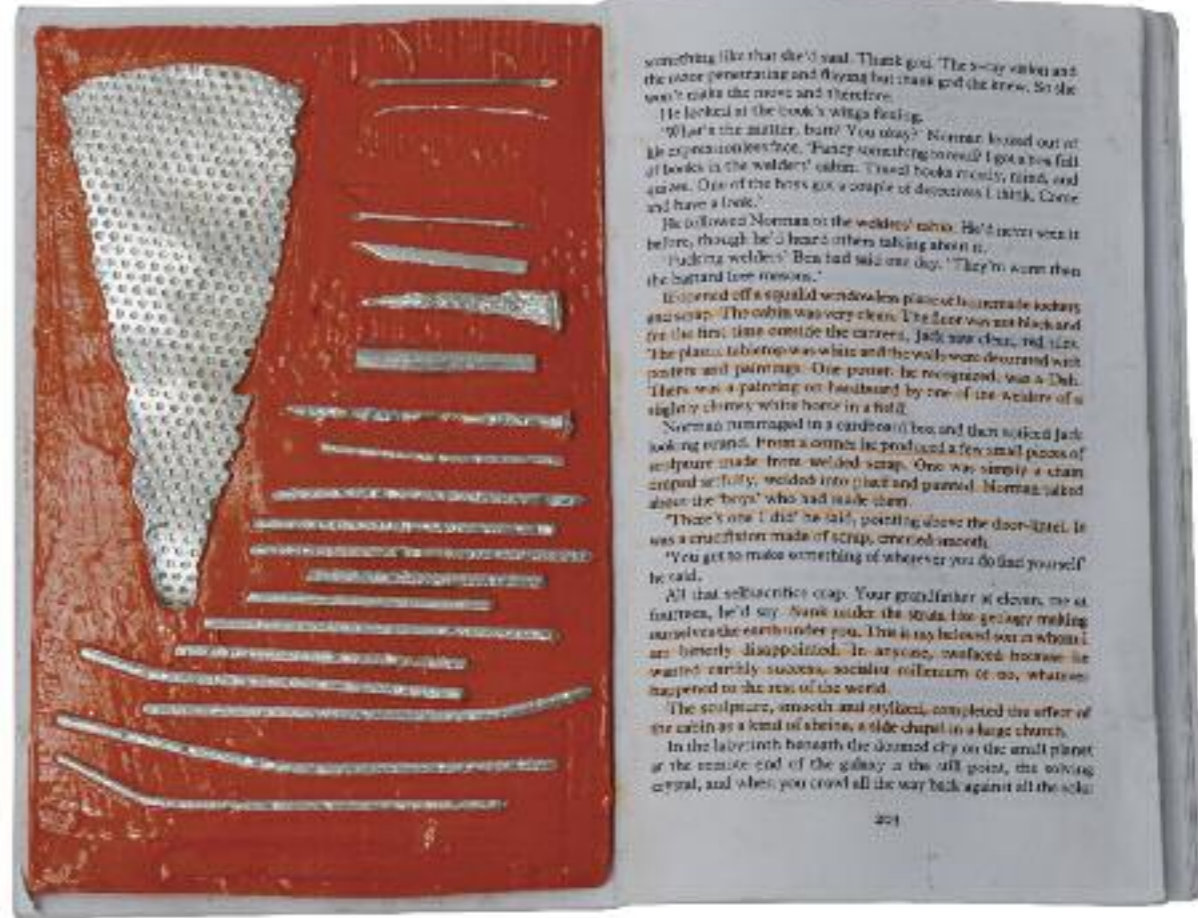 something like that she'd said. Thank god. The x-ray vision and
the razor penetrating and flaying but thank god she knew. So she
won't make the move and therefore.
He looked at the book's wings flexing.
'What's the matter, burr? You okay?' Norman looked out of
his expressionless face. 'Fancy something to read? I got a box full
of books in the welders' cabin. Travel books mostly, mind, and
quizes. One of the boys got a couple of detectives I think. Come
and have a look.'
He followed Norman to the welders' cabin. He'd never seen it
before, though he'd heard others talking about it.
'Fucking welders' Ben had said one day. 'They're worse than
the bastard free masons.'
It opened off a squalid windowless place of homemade lockers
and scrap. The cabin was very clean. The floor was not black and
for the first time outside the canteen, Jack saw clean, red tiles.
The plastic tabletop was white and the walls were decorated with
posters and paintings. One poster, he recognized, was a Dali.
There was a painting on hardboard by one of the welders of a
slightly clumsy white horse in a field.
Norman rummaged in a cardboard box and then noticed Jack
looking round. From a corner he produced a few small pieces of
sculpture made from welded scrap. One was simply a chain
draped artfully, welded into place and painted. Norman talked
about the 'boys' who had made them.
'There's one I did' he said, pointing above the door-lintel. It
was a crucifixion made of scrap, emeried smooth.
'You got to make something of wherever you do find yourself'
he said.
All that selfsacrifice crap. Your grandfather at eleven, me at
fourteen, he'd say. Sunk under the strata like geology making
ourselves the earth under you. This is my beloved son in whom I
am bitterly disappointed. In anyone, twofaced because he
wanted earthly success, socialist millenium or no, whatever
happened to the rest of the world.
The sculpture, smooth and stylized, completed the effect of
the cabin as a kind of shrine, a side chapel in a large church.
In the labyrinth beneath the domed city on the small planet
at the remote end of the galaxy is the still point, the solving
crystal, and when you crawl all the way back against all the